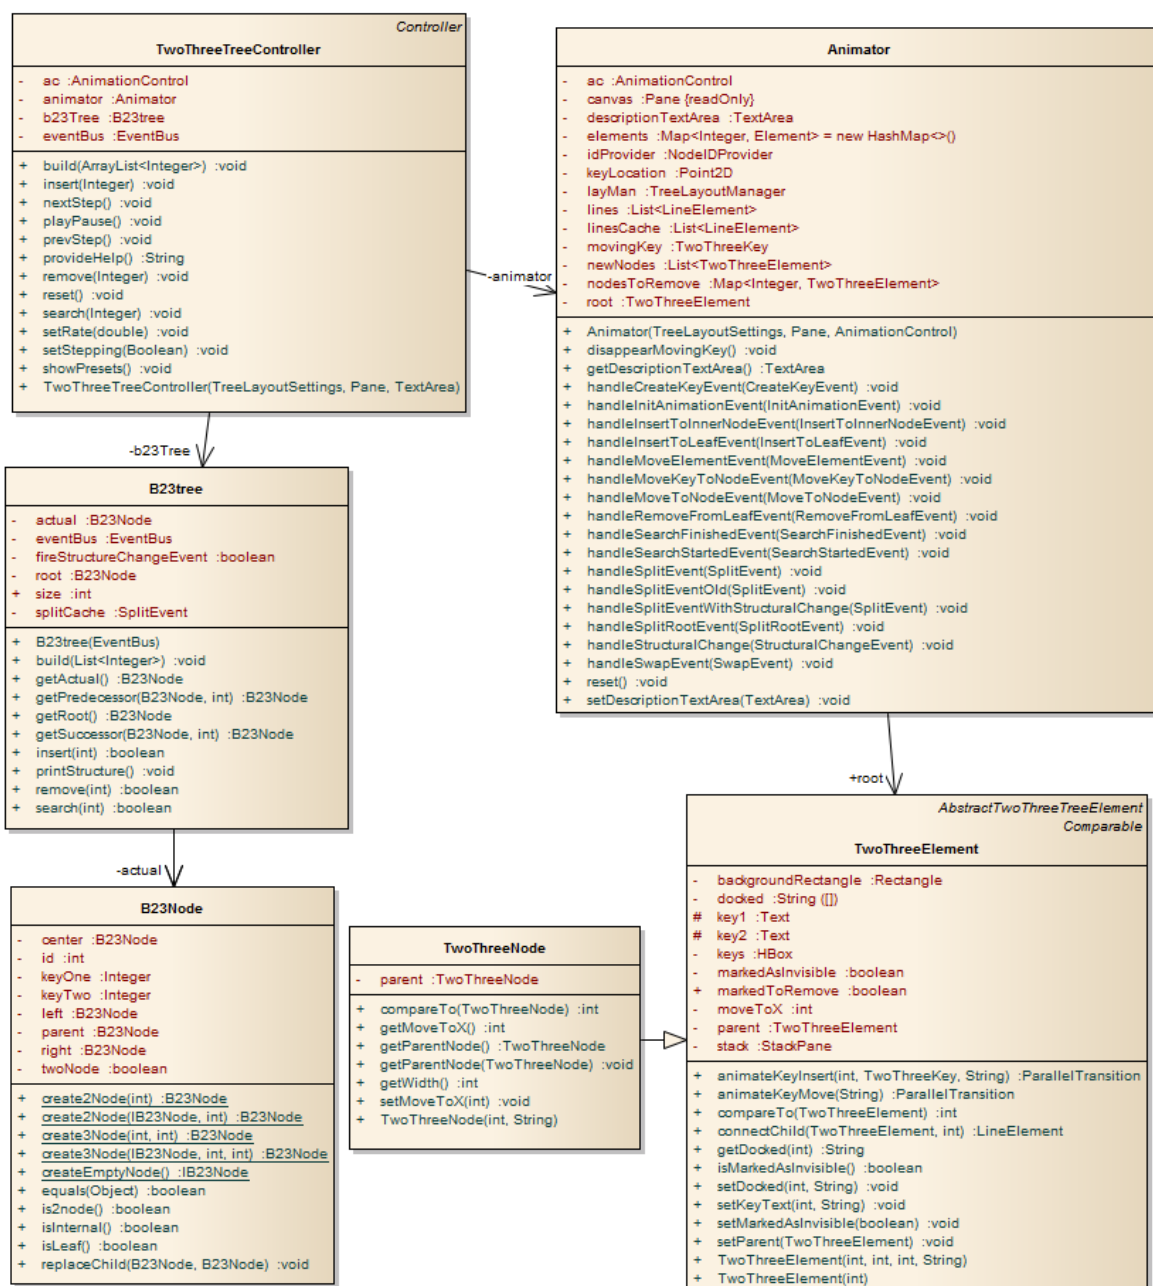 Controller
TwoThreeTreeController
- ac :AnimationControl
- animator :Animator
- b23Tree :B23tree
- eventBus :EventBus
+ build(ArrayList<Integer>) :void
+ insert(Integer) :void
+ nextStep() :void
+ playPause() :void
+ prevStep() :void
+ provideHelp() :String
+ remove(Integer) :void
+ reset() :void
+ search(Integer) :void
+ setRate(double) :void
+ setStepping(Boolean) :void
+ showPresets() :void
+ TwoThreeTreeController(TreeLayoutSettings, Pane, TextArea)
-animator
Animator
- ac :AnimationControl
- canvas :Pane {readOnly}
- descriptionTextArea :TextArea
- elements :Map<Integer, Element> = new HashMap<>()
- idProvider :NodeIDProvider
- keyLocation :Point2D
- layMan :TreeLayoutManager
- lines :List<LineElement>
- linesCache :List<LineElement>
- movingKey :TwoThreeKey
- newNodes :List<TwoThreeElement>
- nodesToRemove :Map<Integer, TwoThreeElement>
- root :TwoThreeElement
+ Animator(TreeLayoutSettings, Pane, AnimationControl)
+ disappearMovingKey() :void
+ getDescriptionTextArea() :TextArea
+ handleCreateKeyEvent(CreateKeyEvent) :void
+ handleInitAnimationEvent(InitAnimationEvent) :void
+ handleInsertToInnerNodeEvent(InsertToInnerNodeEvent) :void
+ handleInsertToLeafEvent(InsertToLeafEvent) :void
+ handleMoveElementEvent(MoveElementEvent) :void
+ handleMoveKeyToNodeEvent(MoveKeyToNodeEvent) :void
+ handleMoveToNodeEvent(MoveToNodeEvent) :void
+ handleRemoveFromLeafEvent(RemoveFromLeafEvent) :void
+ handleSearchFinishedEvent(SearchFinishedEvent) :void
+ handleSearchStartedEvent(SearchStartedEvent) :void
+ handleSplitEvent(SplitEvent) :void
+ handleSplitEventOld(SplitEvent) :void
+ handleSplitEventWithStructuralChange(SplitEvent) :void
+ handleSplitRootEvent(SplitRootEvent) :void
+ handleStructuralChange(StructuralChangeEvent) :void
+ handleSwapEvent(SwapEvent) :void
+ reset() :void
+ setDescriptionTextArea(TextArea) :void
-b23Tree
B23tree
- actual :B23Node
- eventBus :EventBus
- fireStructureChangeEvent :boolean
- root :B23Node
+ size :int
- splitCache :SplitEvent
+ B23tree(EventBus)
+ build(List<Integer>) :void
+ getActual() :B23Node
+ getPredecessor(B23Node, int) :B23Node
+ getRoot() :B23Node
+ getSuccessor(B23Node, int) :B23Node
+ insert(int) :boolean
+ printStructure() :void
+ remove(int) :boolean
+ search(int) :boolean
-actual
+root
B23Node
- center :B23Node
- id :int
- keyOne :Integer
- keyTwo :Integer
- left :B23Node
- parent :B23Node
- right :B23Node
- twoNode :boolean
+ create2Node(int) :B23Node
+ create2Node(IB23Node, int) :B23Node
+ create3Node(int, int) :B23Node
+ create3Node(IB23Node, int, int) :B23Node
+ createEmptyNode() :IB23Node
+ equals(Object) :boolean
+ is2node() :boolean
+ isInternal() :boolean
+ isLeaf() :boolean
+ replaceChild(B23Node, B23Node) :void
TwoThreeNode
- parent :TwoThreeNode
+ compareTo(TwoThreeNode) :int
+ getMoveToX() :int
+ getParentNode() :TwoThreeNode
+ getParentNode(TwoThreeNode) :void
+ getWidth() :int
+ setMoveToX(int) :void
+ TwoThreeNode(int, String)
AbstractTwoThreeTreeElement
Comparable
TwoThreeElement
- backgroundRectangle :Rectangle
- docked :String ([])
# key1 :Text
# key2 :Text
- keys :HBox
- markedAsInvisible :boolean
+ markedToRemove :boolean
- moveToX :int
- parent :TwoThreeElement
- stack :StackPane
+ animateKeyInsert(int, TwoThreeKey, String) :ParallelTransition
+ animateKeyMove(String) :ParallelTransition
+ compareTo(TwoThreeElement) :int
+ connectChild(TwoThreeElement, int) :LineElement
+ getDocked(int) :String
+ isMarkedAsInvisible() :boolean
+ setDocked(int, String) :void
+ setKeyText(int, String) :void
+ setMarkedAsInvisible(boolean) :void
+ setParent(TwoThreeElement) :void
+ TwoThreeElement(int, int, int, String)
+ TwoThreeElement(int)